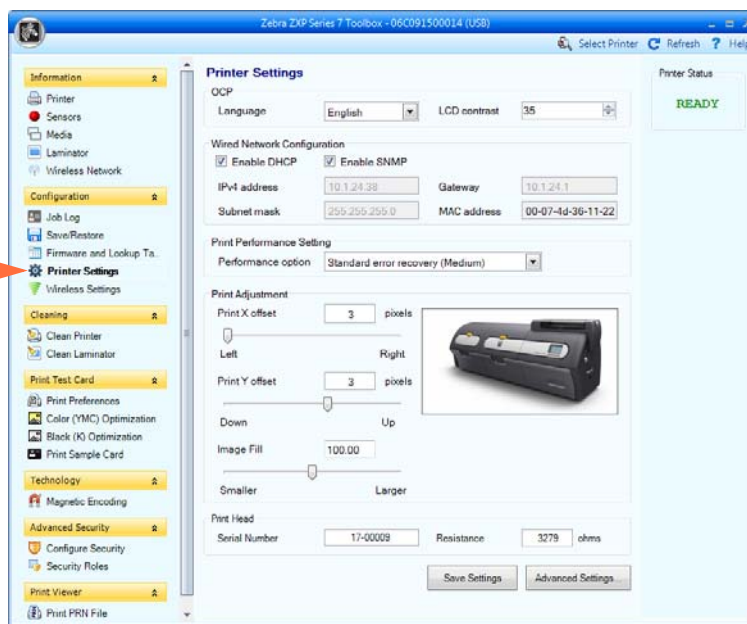 Zebra ZXP Series 7 Toolbox - 06C091500014 (USB)
Select Printer Refresh ? Help
Information
Printer
Sensors
Media
Laminator
Wireless Network
Configuration
Job Log
Save/Restore
Firmware and Lookup Ta..
Printer Settings
Wireless Settings
Cleaning
Clean Printer
Clean Laminator
Print Test Card
Print Preferences
Color (YMC) Optimization
Black (K) Optimization
Print Sample Card
Technology
Magnetic Encoding
Advanced Security
Configure Security
Security Roles
Print Viewer
Print PRN File
Printer Settings
OCP
Language English LCD contrast 35
Wired Network Configuration
Enable DHCP Enable SNMP
IPv4 address 10.1.24.38 Gateway 10.1.24.1
Subnet mask 255.255.255.0 MAC address 00-07-4d-36-11-22
Print Performance Setting
Performance option Standard error recovery (Medium)
Print Adjustment
Print X offset 3 pixels
Left Right
Print Y offset 3 pixels
Down Up
Image Fill 100.00
Smaller Larger
Print Head
Serial Number 17-00009 Resistance 3279 ohms
Save Settings Advanced Settings...
Printer Status
READY